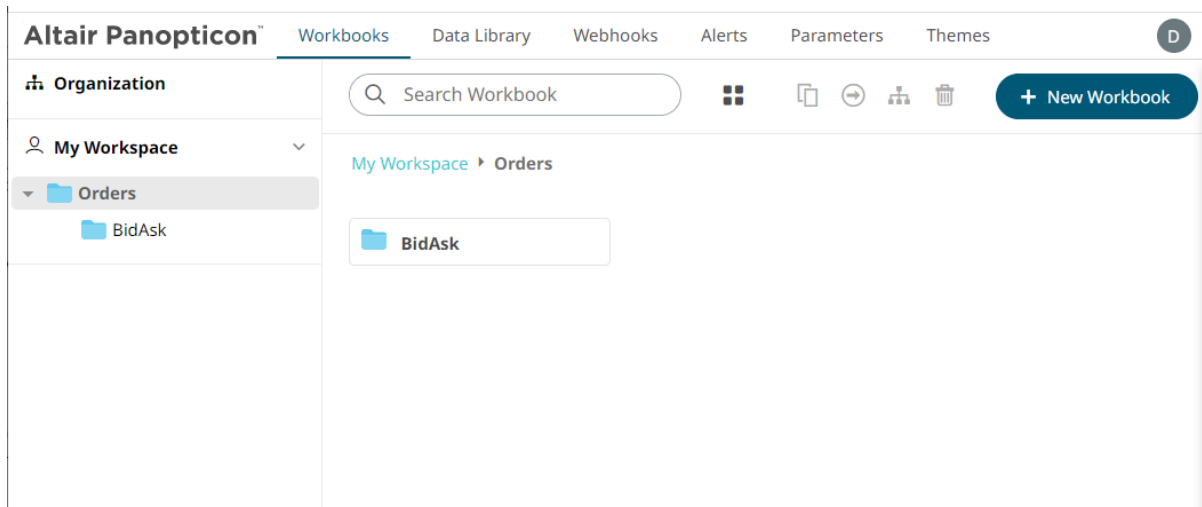 Altair Panopticon™ Workbooks Data Library Webhooks Alerts Parameters Themes D
Organization
Search Workbook
+ New Workbook
My Workspace
My Workspace Orders
Orders
BidAsk
BidAsk